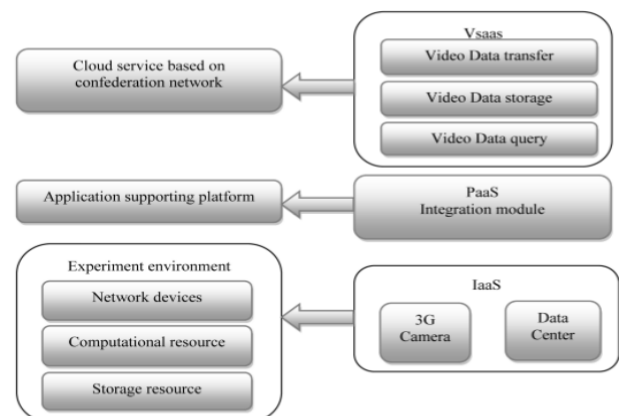 Cloud service based on
confederation network
Vsaas
Video Data transfer
Video Data storage
Video Data query
Application supporting platform
PaaS
Integration module
Experiment environment
Network devices
Computational resource
Storage resource
IaaS
3G
Camera
Data
Center